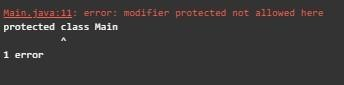 Main.java:11: error: modifier protected not allowed here
protected class Main
^
1 error